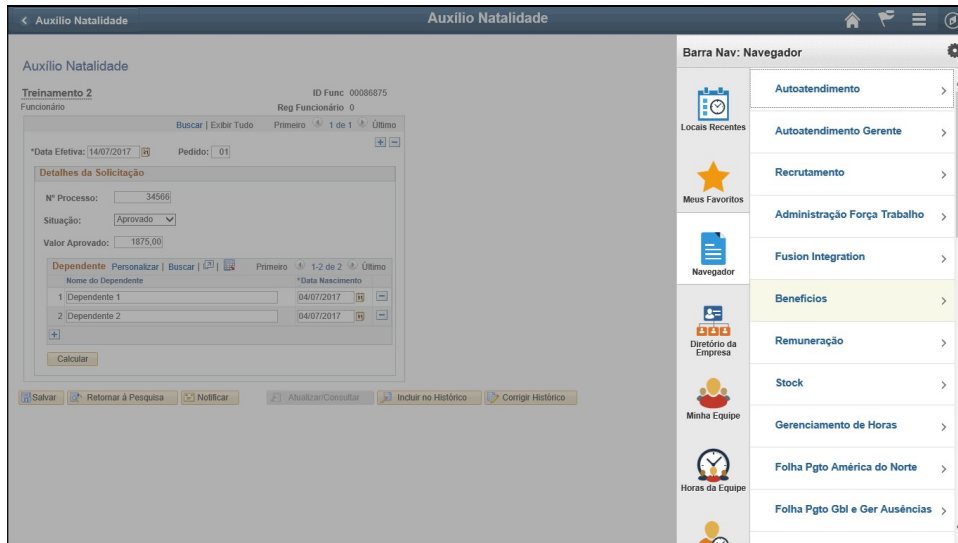 Auxílio Natalidade
Auxílio Natalidade
Auxílio Natalidade
Treinamento 2
ID Func 00086875
Funcionário
Reg Funcionário 0
Buscar | Exibir Tudo Primeiro 1 de 1 Último
*Data Efetiva: 14/07/2017 Pedido: 01
Detalhes da Solicitação
Nº Processo: 34566
Situação: Aprovado
Valor Aprovado: 1875,00
Dependente Personalizar | Buscar | | Primeiro 1-2 de 2 Último
Nome do Dependente *Data Nascimento
1 Dependente 1 04/07/2017
2 Dependente 2 04/07/2017
Calcular
Salvar Retornar à Pesquisa Notificar Atualizar/Consultar Incluir no Histórico Corrigir Histórico
Barra Nav: Navegador
Locais Recentes
Meus Favoritos
Navegador
Diretório da
Empresa
Minha Equipe
Horas da Equipe
Autoatendimento
Autoatendimento Gerente
Recrutamento
Administração Força Trabalho
Fusion Integration
Benefícios
Remuneração
Stock
Gerenciamento de Horas
Folha Pgto América do Norte
Folha Pgto Gbl e Ger Ausências